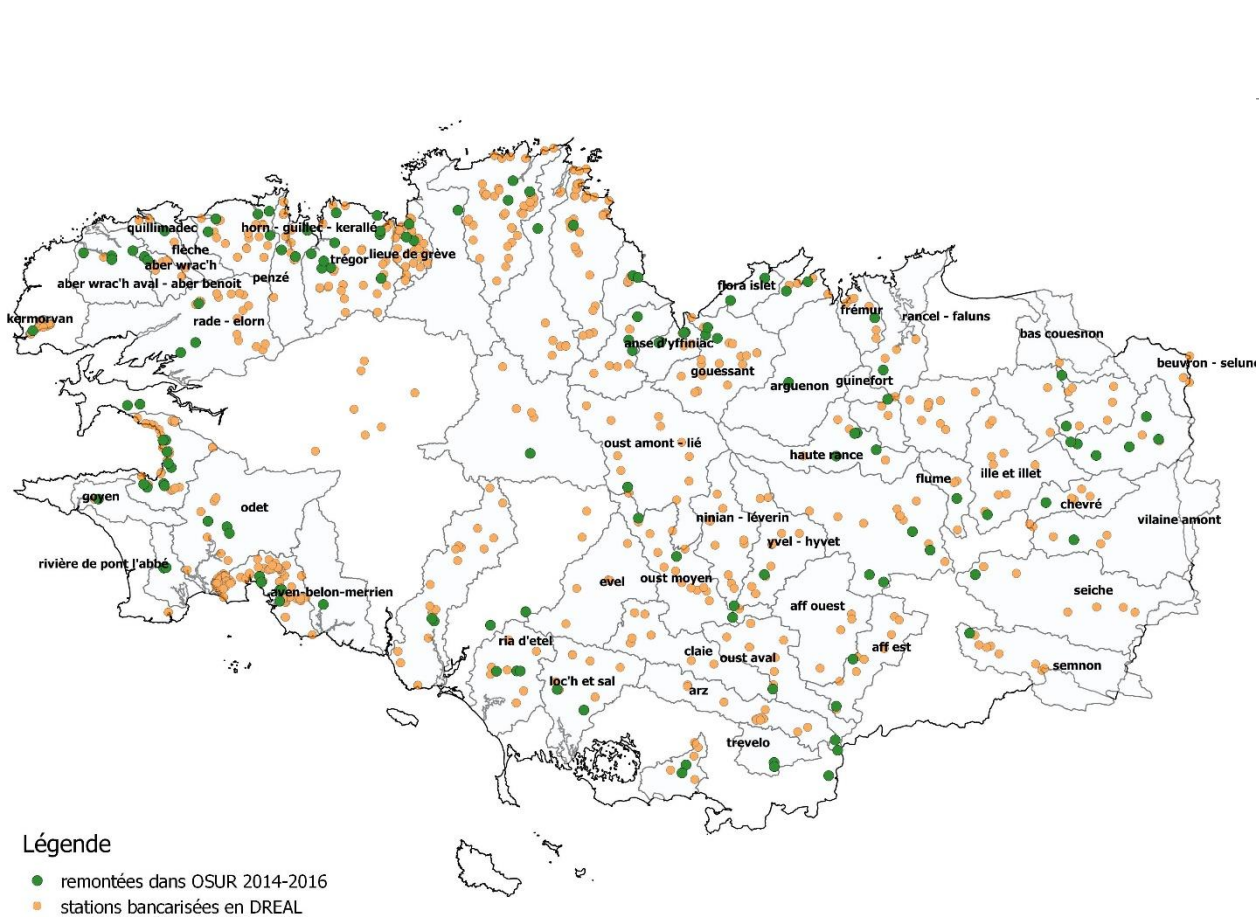 quillimadec
horn - guillec - kerallé
flèche
lieue de grève
trégor
aber wrac'h
penzé
aber wrac'h aval - aber benoit
flora islet
kermorvan
rade - elorn
frémur
rancel - faluns
bas couesnon
anse d'yffiniac
beuvron - selune
gouessant
guinefort
arguenon
oust amont - lié
haute rance
ille et illet
flume
goyen
chevré
odet
ninian - léverin
vilaine amont
yvel - hyvet
rivière de pont l'abbé
oust moyen
evel
seiche
aven-belon-merrien
aff ouest
ria d'etel
aff est
claie
oust aval
semnon
loc'h et sal
arz
trevelo
Légende
remontées dans OSUR 2014-2016
stations bancarisées en DREAL